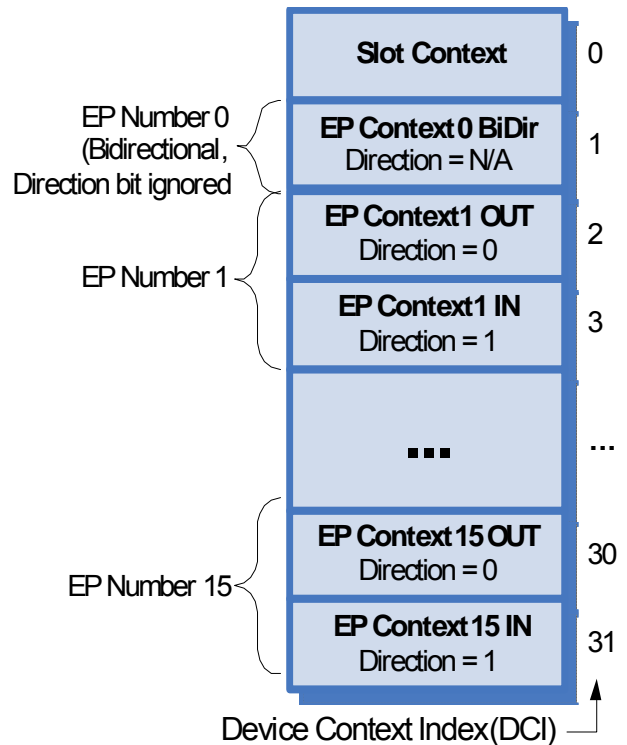 Slot Context
0
EP Number 0
(Bidirectional,
Direction bit ignored
EP Context 0 BiDir
Direction = N/A
1
EP Context1 OUT
Direction = 0
2
EP Number 1
EP Context1 IN
Direction = 1
3
...
...
EP Context 15 OUT
Direction = 0
30
EP Number 15
EP Context 15 IN
Direction = 1
31
Device Context Index(DCI)